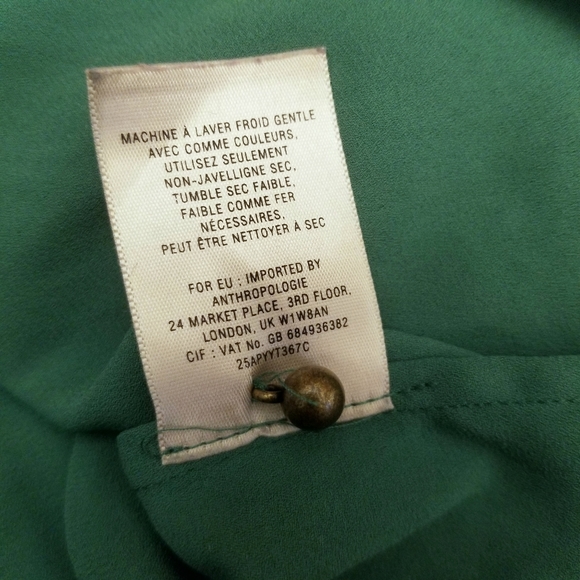 MACHINE À LAVER FROID GENTLE
AVEC COMME COULEURS,
UTILISEZ SEULEMENT
NON-JAVELLIGNE SEC,
TUMBLE SEC FAIBLE,
FAIBLE COMME FER
NÉCESSAIRES,
PEUT ÊTRE NETTOYER À SEC
FOR EU : IMPORTED BY
ANTHROPOLOGIE
24 MARKET PLACE, 3RD FLOOR,
LONDON, UK W1W8AN
CIF : VAT No. GB 684936382
25APYYT367C